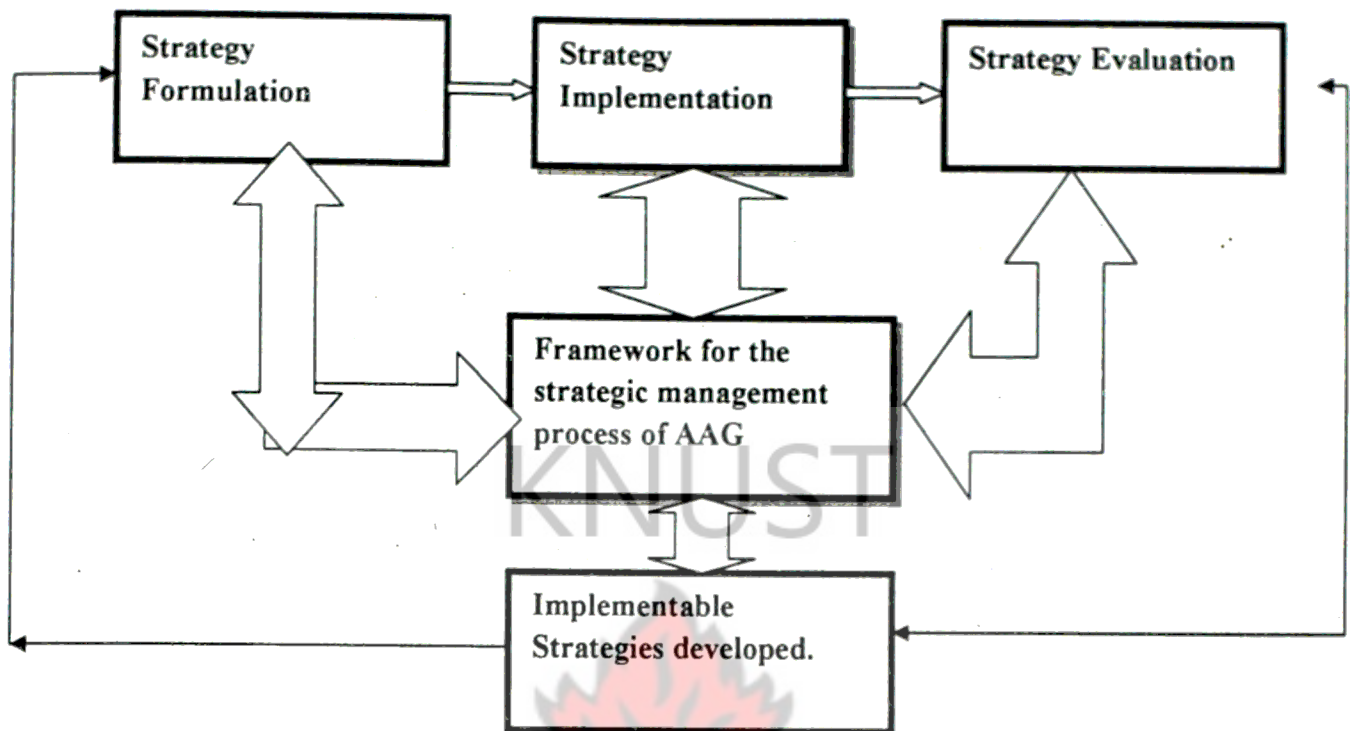 Strategy
Formulation
Strategy
Implementation
Strategy Evaluation
Framework for the
strategic management
process of AAG
KNUST
Implementable
Strategies developed.